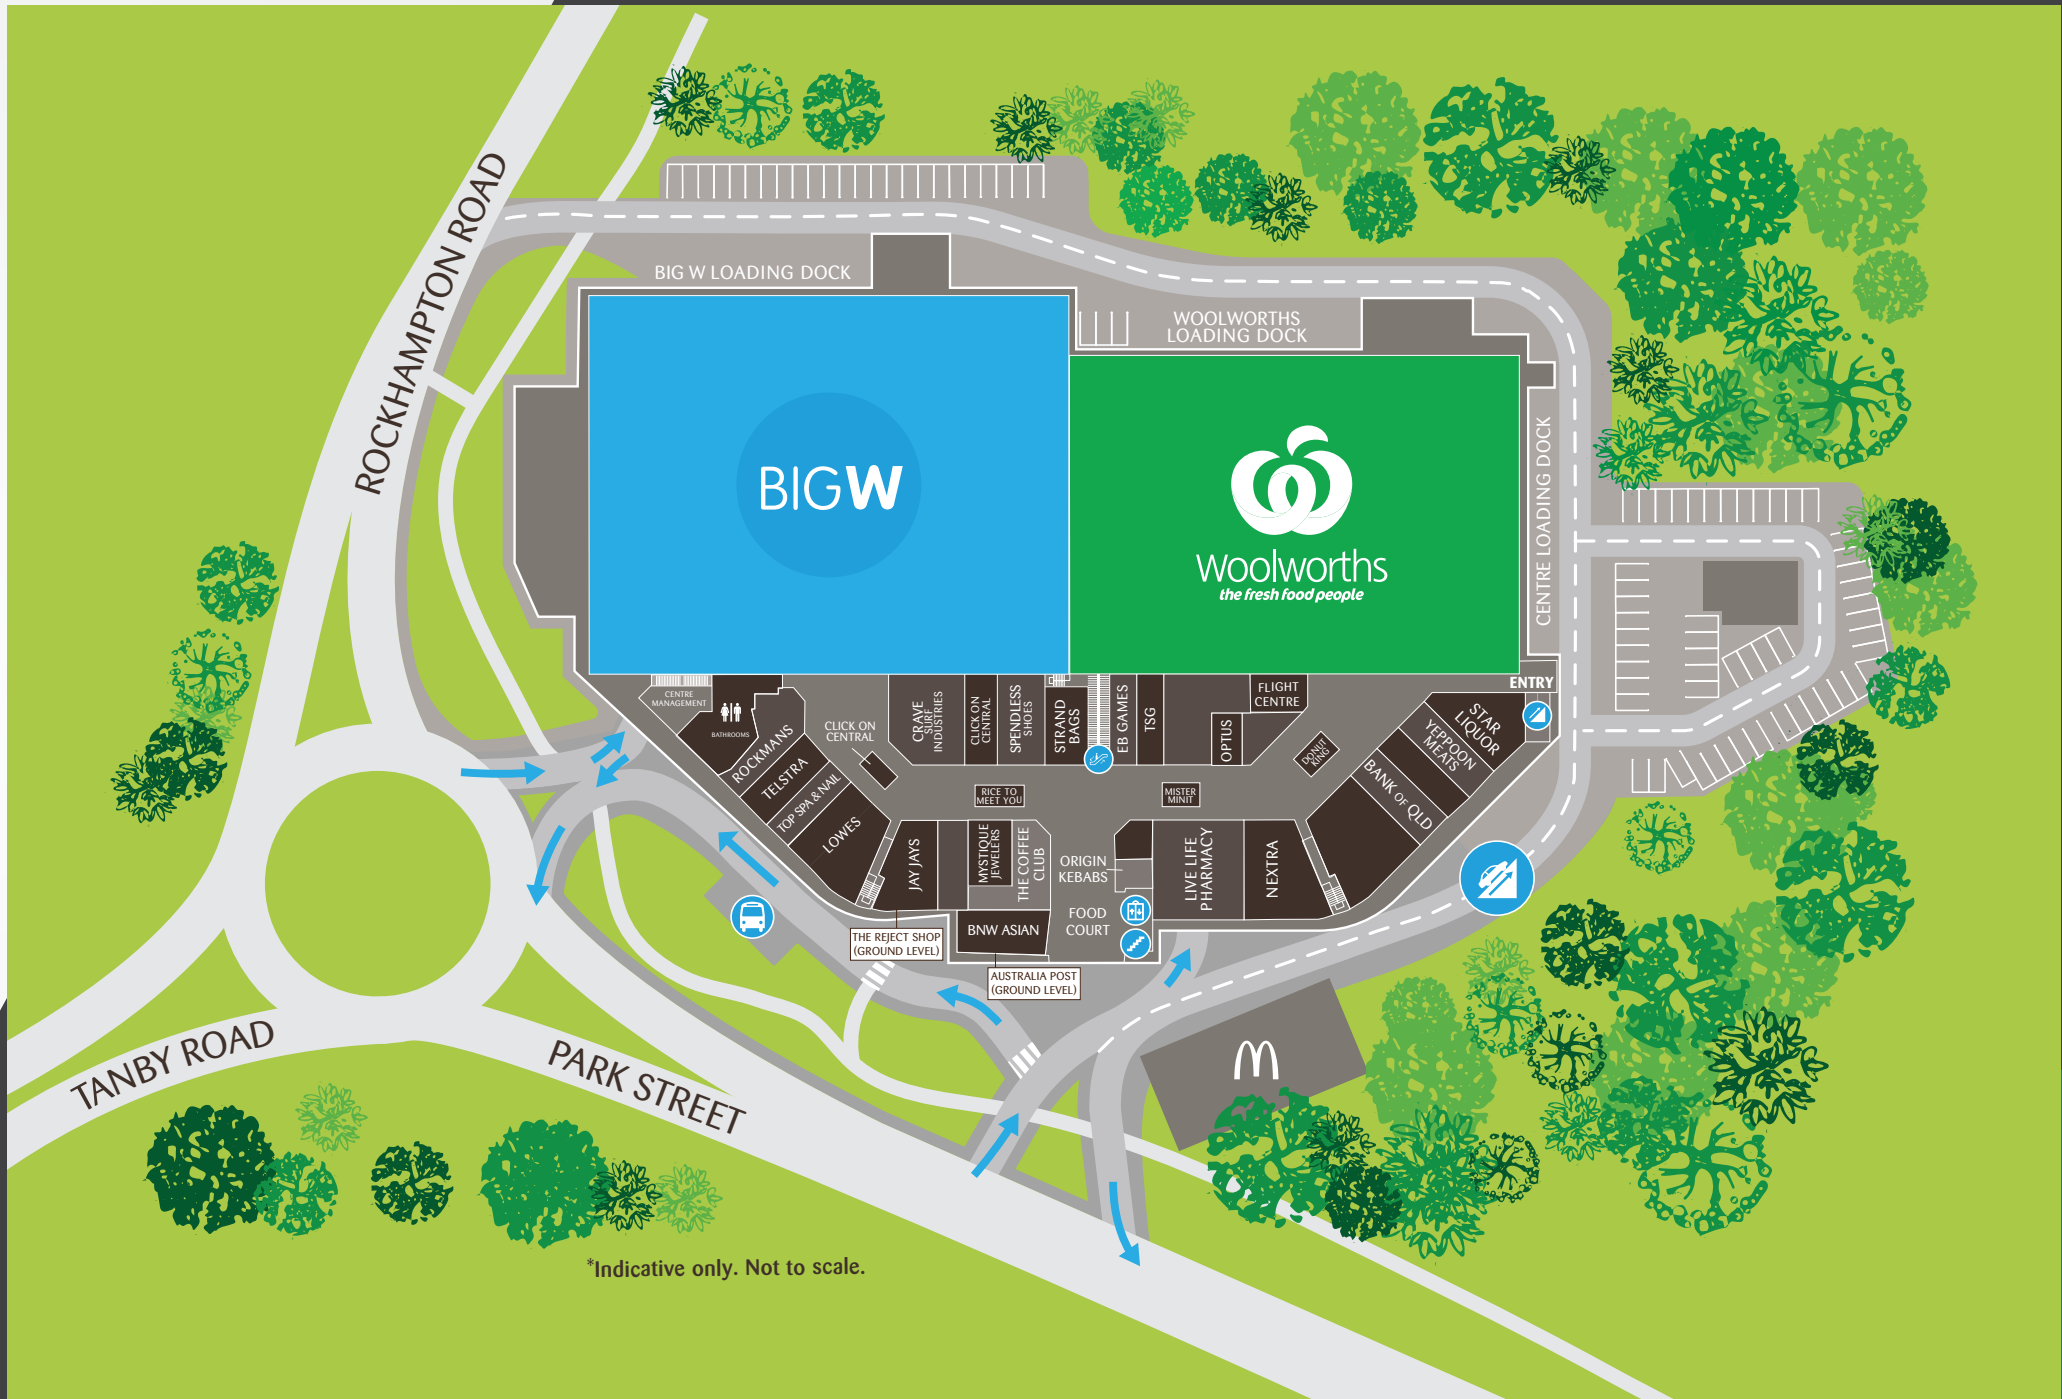 ROCKHAMPTON ROAD
BIG W LOADING DOCK
WOOLWORTHS
LOADING DOCK
BIGW
Woolworths
the fresh food people
CENTRE LOADING DOCK
ENTRY
CENTRE
MANAGEMENT
BATHROOMS
ROCKMANS
TELSTRA
TOP SPA & NAIL
LOWES
CLICK ON
CENTRAL
CRAVE
SURF
INDUSTRIES
CLICK ON
CENTRAL
SPENDLESS
SHOES
STRAND
BAGS
EB GAMES
TSG
OPTUS
FLIGHT
CENTRE
DONUT
KING
STAR
LIQUOR
YEPPOON
MEATS
BANK OF QLD
RICE TO
MEET YOU
MISTER
MINIT
JAY JAYS
MYSTIQUE
JEWELERS
THE COFFEE
CLUB
ORIGIN
KEBABS
LIVE LIFE
PHARMACY
NEXTRA
FOOD
COURT
BNW ASIAN
THE REJECT SHOP
(GROUND LEVEL)
AUSTRALIA POST
(GROUND LEVEL)
TANBY ROAD
PARK STREET
*Indicative only. Not to scale.